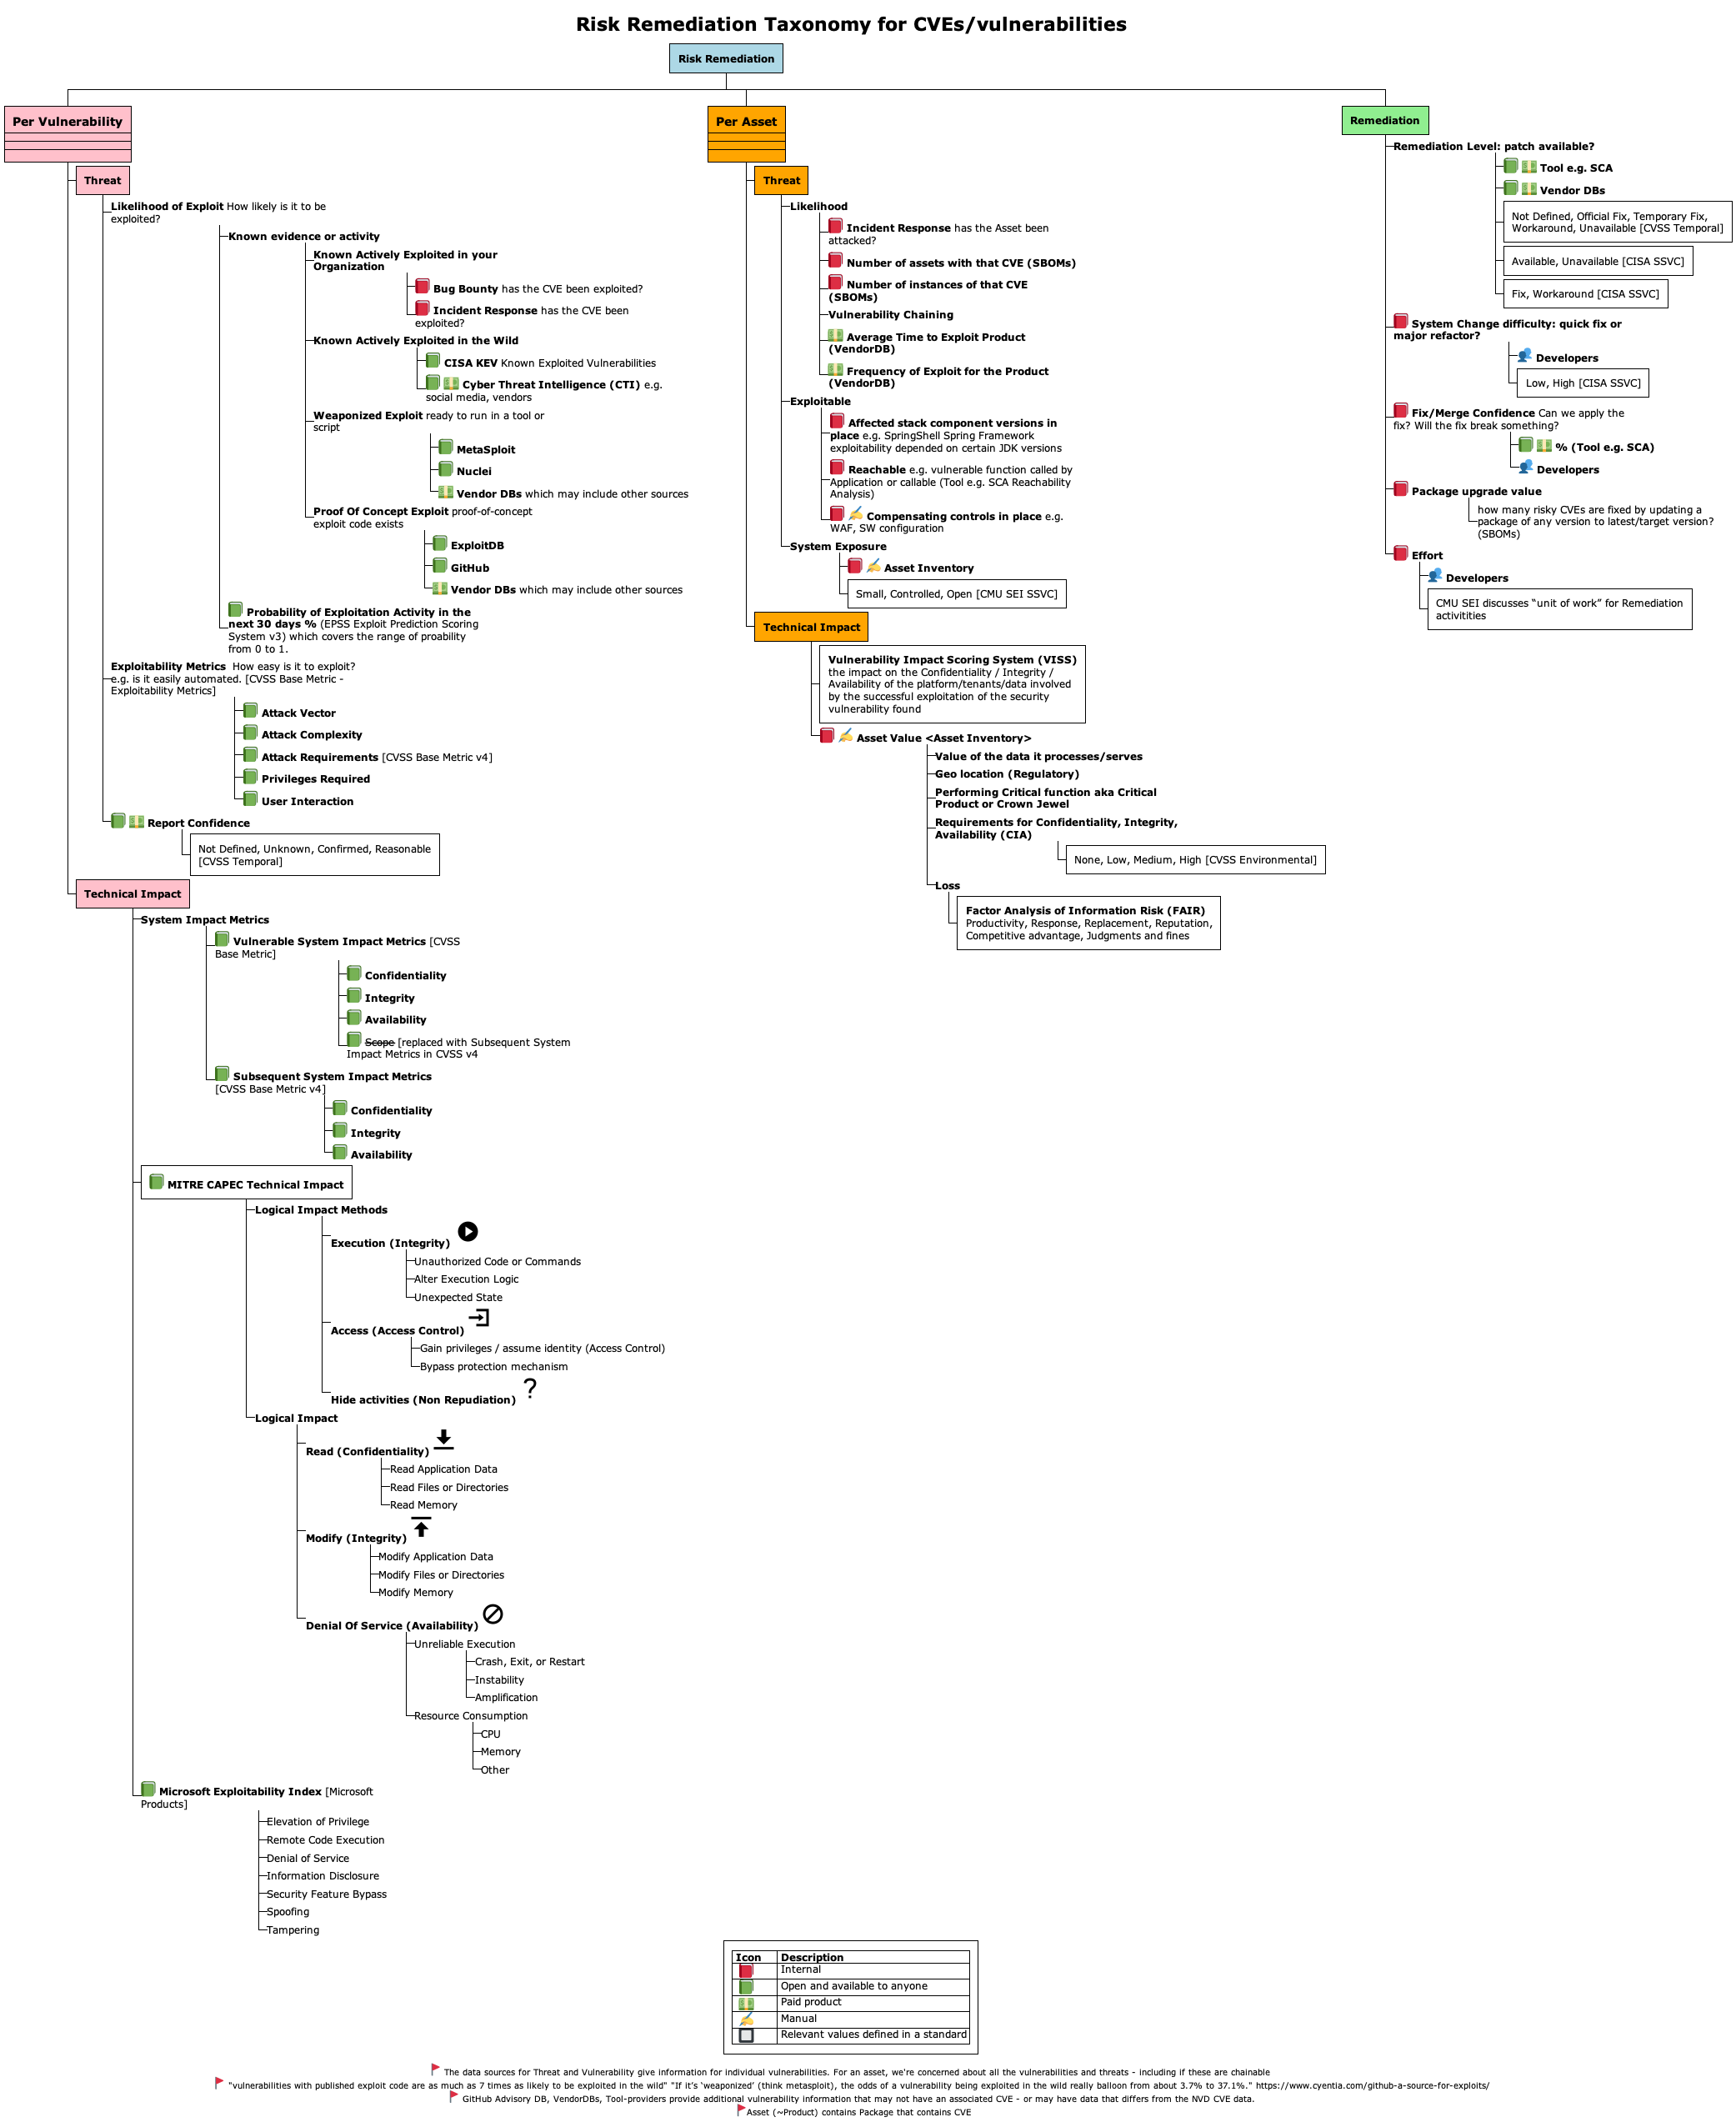 Risk Remediation Taxonomy for CVEs/vulnerabilities
Risk Remediation
Per Vulnerability
Threat
Likelihood of Exploit How likely is it to be
exploited?
Known evidence or activity
Known Actively Exploited in your
Organization
Bug Bounty has the CVE been exploited?
Incident Response has the CVE been
exploited?
Known Actively Exploited in the Wild
CISA KEV Known Exploited Vulnerabilities
Cyber Threat Intelligence (CTI) e.g.
social media, vendors
Weaponized Exploit ready to run in a tool or
script
MetaSploit
Nuclei
Vendor DBs which may include other sources
Proof Of Concept Exploit proof-of-concept
exploit code exists
ExploitDB
GitHub
Vendor DBs which may include other sources
Probability of Exploitation Activity in the
next 30 days % (EPSS Exploit Prediction Scoring
System v3) which covers the range of proability
from 0 to 1.
Exploitability Metrics How easy is it to exploit?
e.g. is it easily automated. [CVSS Base Metric -
Exploitability Metrics]
Attack Vector
Attack Complexity
Attack Requirements [CVSS Base Metric v4]
Privileges Required
User Interaction
Report Confidence
Not Defined, Unknown, Confirmed, Reasonable
[CVSS Temporal]
Technical Impact
System Impact Metrics
Vulnerable System Impact Metrics [CVSS
Base Metric]
Confidentiality
Integrity
Availability
Scope [replaced with Subsequent System
Impact Metrics in CVSS v4
Subsequent System Impact Metrics
[CVSS Base Metric v4]
Confidentiality
Integrity
Availability
MITRE CAPEC Technical Impact
Logical Impact Methods
Execution (Integrity)
Unauthorized Code or Commands
Alter Execution Logic
Unexpected State
Access (Access Control)
Gain privileges / assume identity (Access Control)
Bypass protection mechanism
Hide activities (Non Repudiation) ?
Logical Impact
Read (Confidentiality)
Read Application Data
Read Files or Directories
Read Memory
Modify (Integrity)
Modify Application Data
Modify Files or Directories
Modify Memory
Denial Of Service (Availability)
Unreliable Execution
Crash, Exit, or Restart
Instability
Amplification
Resource Consumption
CPU
Memory
Other
Microsoft Exploitability Index [Microsoft
Products]
Elevation of Privilege
Remote Code Execution
Denial of Service
Information Disclosure
Security Feature Bypass
Spoofing
Tampering
Per Asset
Threat
Likelihood
Incident Response has the Asset been
attacked?
Number of assets with that CVE (SBOMs)
Number of instances of that CVE
(SBOMs)
Vulnerability Chaining
Average Time to Exploit Product
(VendorDB)
Frequency of Exploit for the Product
(VendorDB)
Exploitable
Affected stack component versions in
place e.g. SpringShell Spring Framework
exploitability depended on certain JDK versions
Reachable e.g. vulnerable function called by
Application or callable (Tool e.g. SCA Reachability
Analysis)
Compensating controls in place e.g.
WAF, SW configuration
System Exposure
Asset Inventory
Small, Controlled, Open [CMU SEI SSVC]
Technical Impact
Vulnerability Impact Scoring System (VISS)
the impact on the Confidentiality / Integrity /
Availability of the platform/tenants/data involved
by the successful exploitation of the security
vulnerability found
Asset Value <Asset Inventory>
Value of the data it processes/serves
Geo location (Regulatory)
Performing Critical function aka Critical
Product or Crown Jewel
Requirements for Confidentiality, Integrity,
Availability (CIA)
None, Low, Medium, High [CVSS Environmental]
Loss
Factor Analysis of Information Risk (FAIR)
Productivity, Response, Replacement, Reputation,
Competitive advantage, Judgments and fines
Remediation
Remediation Level: patch available?
Tool e.g. SCA
Vendor DBs
Not Defined, Official Fix, Temporary Fix,
Workaround, Unavailable [CVSS Temporal]
Available, Unavailable [CISA SSVC]
Fix, Workaround [CISA SSVC]
System Change difficulty: quick fix or
major refactor?
Developers
Low, High [CISA SSVC]
Fix/Merge Confidence Can we apply the
fix? Will the fix break something?
% (Tool e.g. SCA)
Developers
Package upgrade value
how many risky CVEs are fixed by updating a
package of any version to latest/target version?
(SBOMs)
Effort
Developers
CMU SEI discusses “unit of work” for Remediation
activitities
Icon Description
Internal
Open and available to anyone
Paid product
Manual
Relevant values defined in a standard
The data sources for Threat and Vulnerability give information for individual vulnerabilities. For an asset, we're concerned about all the vulnerabilities and threats - including if these are chainable
"vulnerabilities with published exploit code are as much as 7 times as likely to be exploited in the wild" "If it’s ‘weaponized’ (think metasploit), the odds of a vulnerability being exploited in the wild really balloon from about 3.7% to 37.1%." https://www.cyentia.com/github-a-source-for-exploits/
GitHub Advisory DB, VendorDBs, Tool-providers provide additional vulnerability information that may not have an associated CVE - or may have data that differs from the NVD CVE data.
Asset (~Product) contains Package that contains CVE